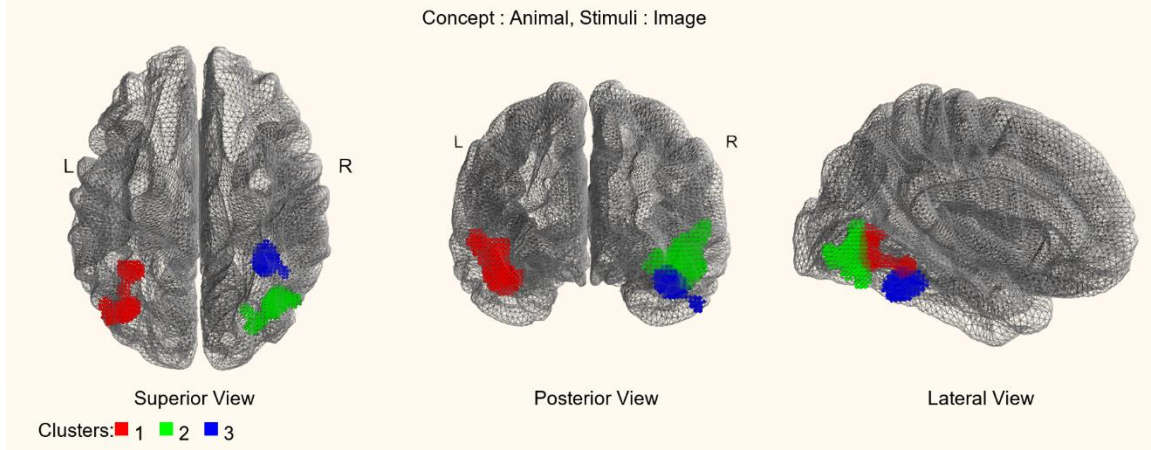 Concept : Animal, Stimuli : Image
L
R
L
R
Superior View
Posterior View
Lateral View
Clusters: 1 2 3